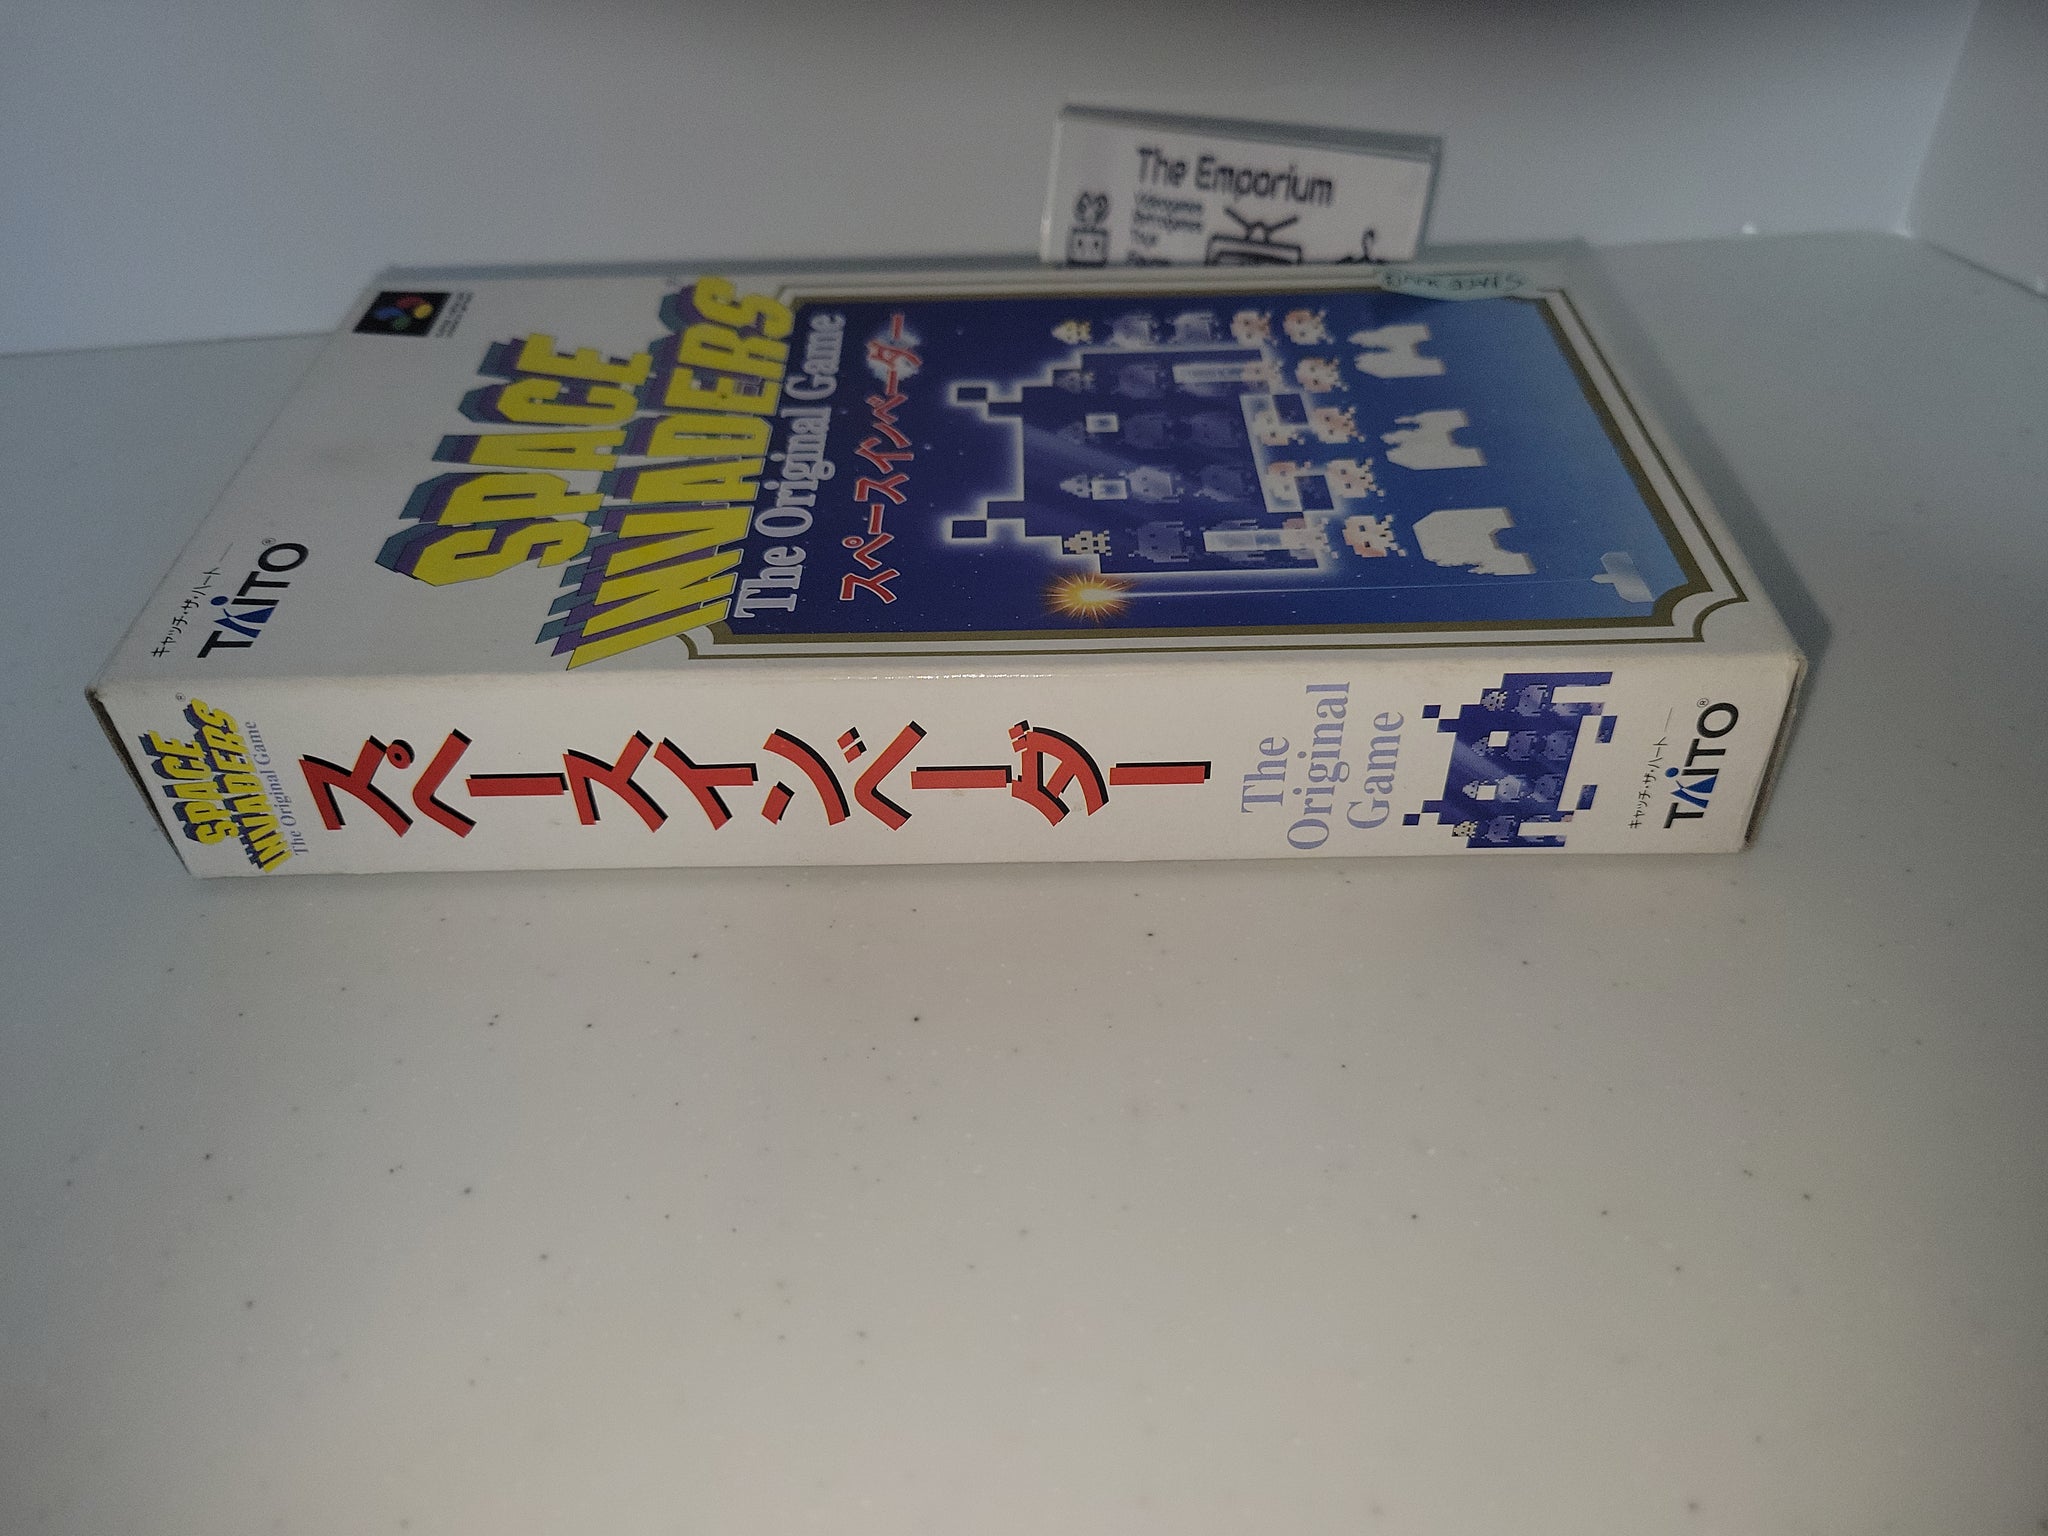 The Emporium
キャッチ・ザ・ハート
TAITO®
SPACE
INVADERS
The Original Game
スペースインベーダー
SPACE
INVADERS®
The Original Game
スペースインベーダー
The
Original
Game
キャッチ・ザ・ハート
TAITO®